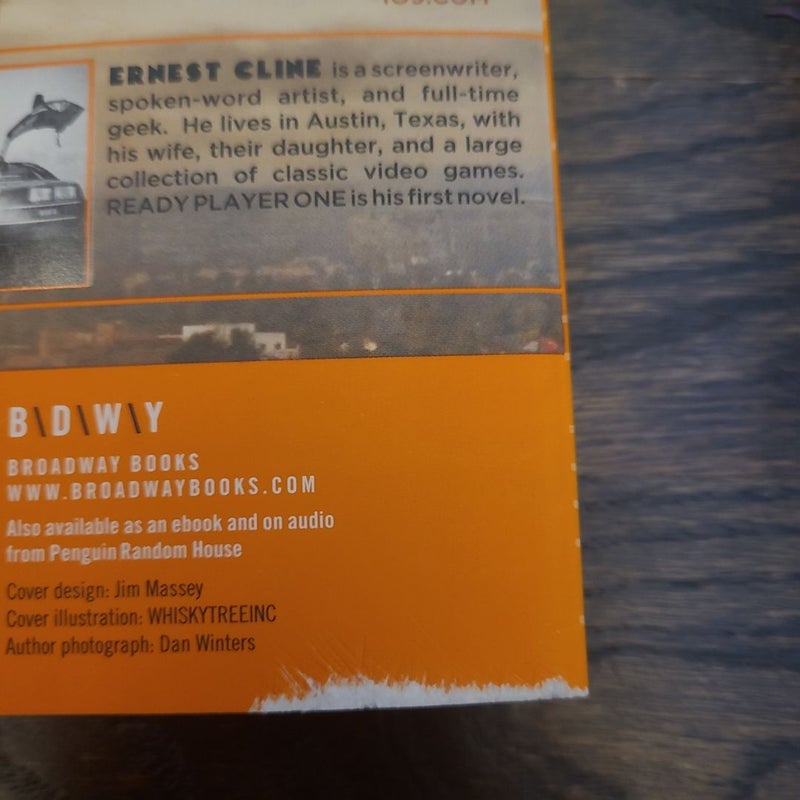 ERNEST CLINE is a screenwriter,
spoken-word artist, and full-time
geek. He lives in Austin, Texas, with
his wife, their daughter, and a large
collection of classic video games.
READY PLAYER ONE is his first novel.
B\D\W\Y
BROADWAY BOOKS
WWW.BROADWAYBOOKS.COM
Also available as an ebook and on audio
from Penguin Random House
Cover design: Jim Massey
Cover illustration: WHISKYTREEINC
Author photograph: Dan Winters